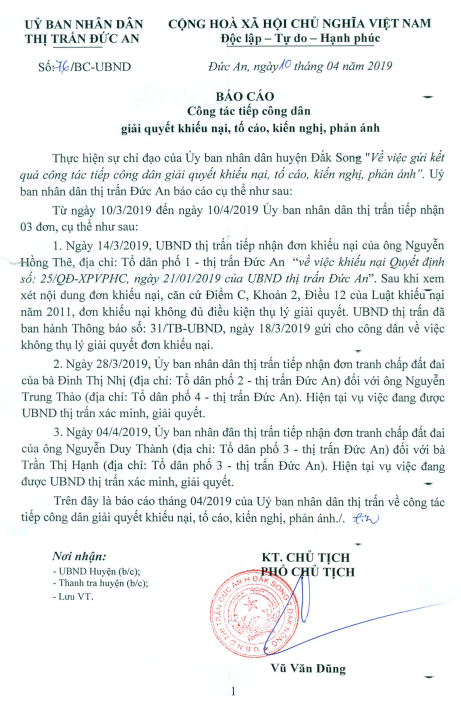 UỶ BAN NHÂN DÂN
THỊ TRẤN ĐỨC AN
CỘNG HOÀ XÃ HỘI CHỦ NGHĨA VIỆT NAM
Độc lập – Tự do – Hạnh phúc
Số: 76/BC-UBND
Đức An, ngày 10 tháng 04 năm 2019
BÁO CÁO
Công tác tiếp công dân
giải quyết khiếu nại, tố cáo, kiến nghị, phản ánh
Thực hiện sự chỉ đạo của Ủy ban nhân dân huyện Đắk Song "Về việc gửi kết
quả công tác tiếp công dân giải quyết khiếu nại, tố cáo, kiến nghị, phản ánh”. Uỷ
ban nhân dân thị trấn Đức An báo cáo cụ thể như sau:
Từ ngày 10/3/2019 đến ngày 10/4/2019 Ủy ban nhân dân thị trấn tiếp nhận
03 đơn, cụ thể như sau:
1. Ngày 14/3/2019, UBND thị trấn tiếp nhận đơn khiếu nại của ông Nguyễn
Hồng Thê, địa chỉ: Tổ dân phố 1 - thị trấn Đức An “về việc khiếu nại Quyết định
số: 25/QĐ-XPVPHC, ngày 21/01/2019 của UBND thị trấn Đức An”. Sau khi xem
xét nội dung đơn khiếu nại, căn cứ Điểm C, Khoản 2, Điều 12 của Luật khiếu nại
năm 2011, đơn khiếu nại không đủ điều kiện thụ lý giải quyết. UBND thị trấn đã
ban hành Thông báo số: 31/TB-UBND, ngày 18/3/2019 gửi cho công dân về việc
không thụ lý giải quyết đơn khiếu nại.
2. Ngày 28/3/2019, Ủy ban nhân dân thị trấn tiếp nhận đơn tranh chấp đất đai
của bà Đinh Thị Nhị (địa chỉ: Tổ dân phố 2 - thị trấn Đức An) đối với ông Nguyễn
Trung Thảo (địa chỉ: Tổ dân phố 4 - thị trấn Đức An). Hiện tại vụ việc đang được
UBND thị trấn xác minh, giải quyết.
3. Ngày 04/4/2019, Ủy ban nhân dân thị trấn tiếp nhận đơn tranh chấp đất đai
của ông Nguyễn Duy Thành (địa chỉ: Tổ dân phố 3 - thị trấn Đức An) đối với bà
Trần Thị Hạnh (địa chỉ: Tổ dân phố 3 - thị trấn Đức An). Hiện tại vụ việc đang
được UBND thị trấn xác minh, giải quyết.
Trên đây là báo cáo tháng 04/2019 của Uỷ ban nhân dân thị trấn về công tác
tiếp công dân giải quyết khiếu nại, tố cáo, kiến nghị, phản ánh./.
Nơi nhận:
- UBND Huyện (b/c);
- Thanh tra huyện (b/c);
- Lưu VT.
KT. CHỦ TỊCH
PHÓ CHỦ TỊCH
UBND THỊ TRẤN ĐỨC AN H ĐẮK SONG T ĐẮK NÔNG
Vũ Văn Dũng
1